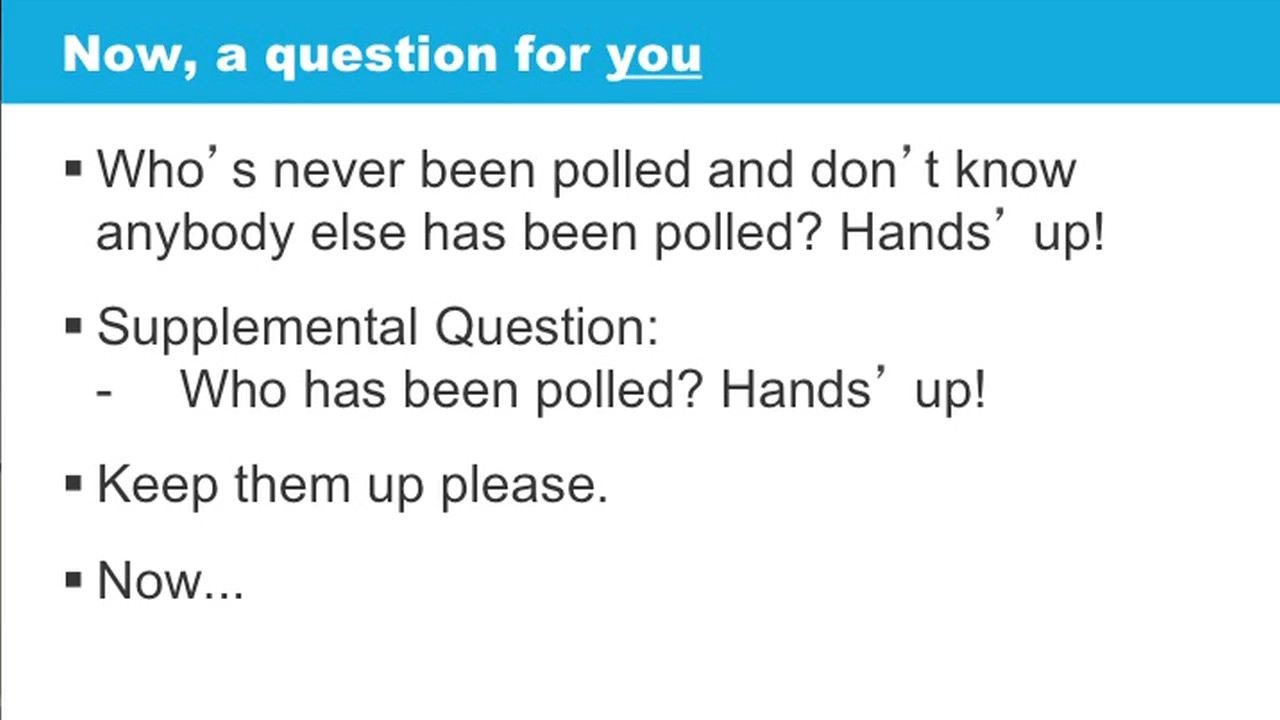 Now, a question for you
▪ Who’s never been polled and don’t know
anybody else has been polled? Hands’ up!
▪ Supplemental Question:
- Who has been polled? Hands’ up!
▪ Keep them up please.
▪ Now...